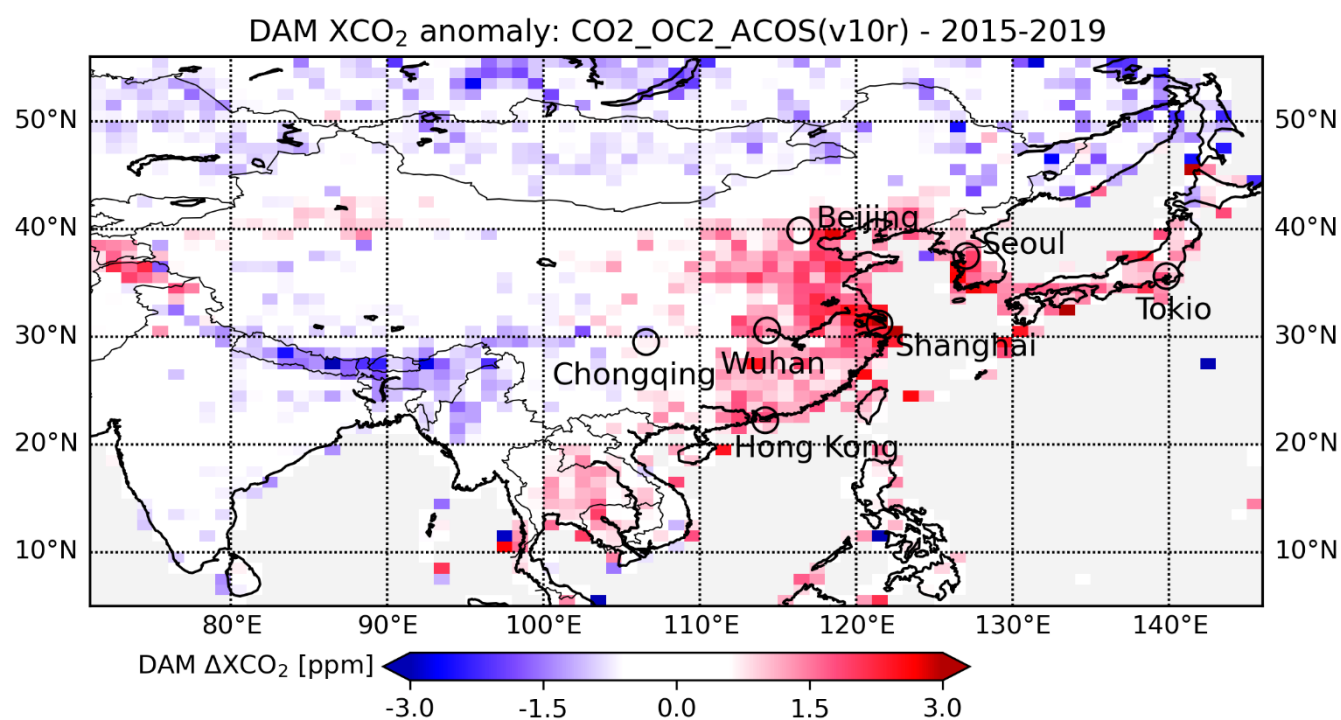 DAM XCO₂ anomaly: CO2_OC2_ACOS(v10r) - 2015-2019
50°N 50°N
40°N 40°N
Beijing
Seoul
Tokio
30°N 30°N
Shanghai
Wuhan
Chongqing
20°N 20°N
Hong Kong
10°N 10°N
80°E 90°E 100°E 110°E 120°E 130°E 140°E
DAM ΔXCO₂ [ppm]
-3.0 -1.5 0.0 1.5 3.0